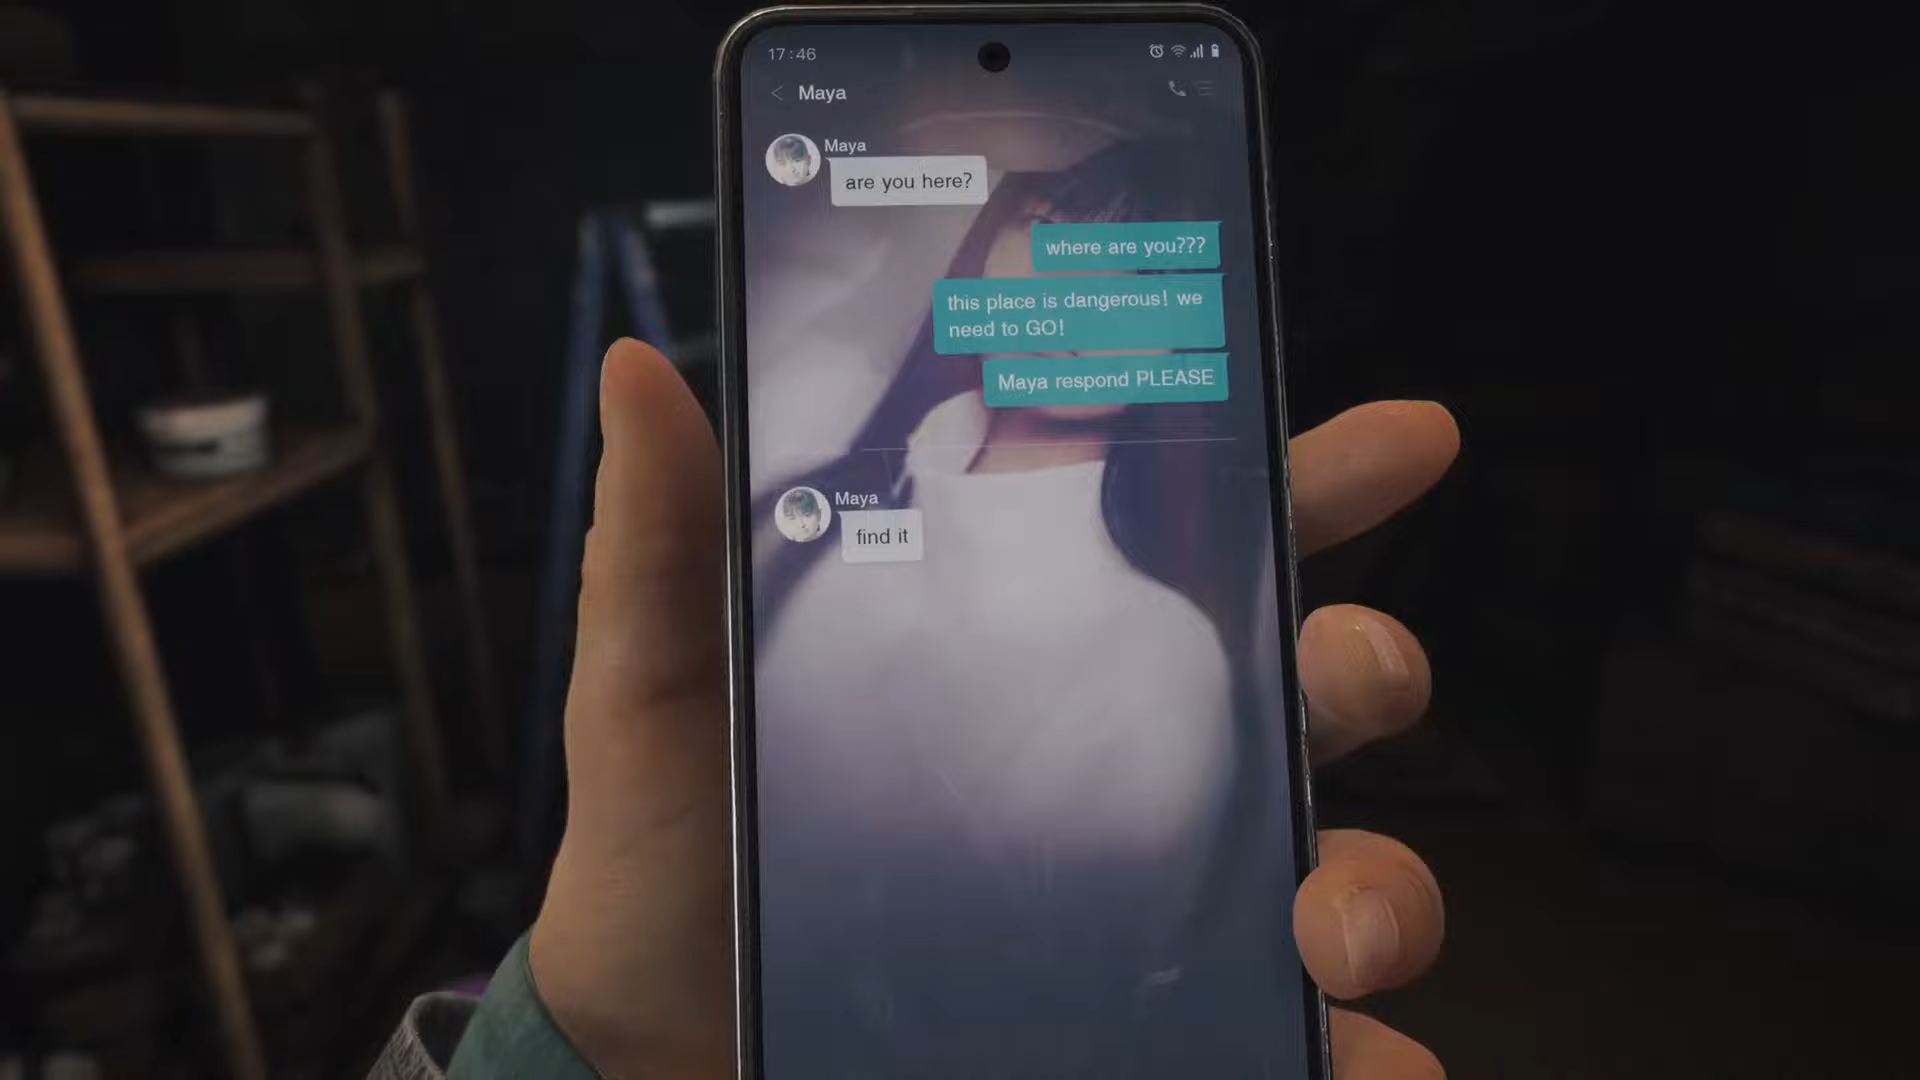 17:46
Maya
Maya
are you here?
where are you???
this place is dangerous! we
need to GO!
Maya respond PLEASE
Maya
find it